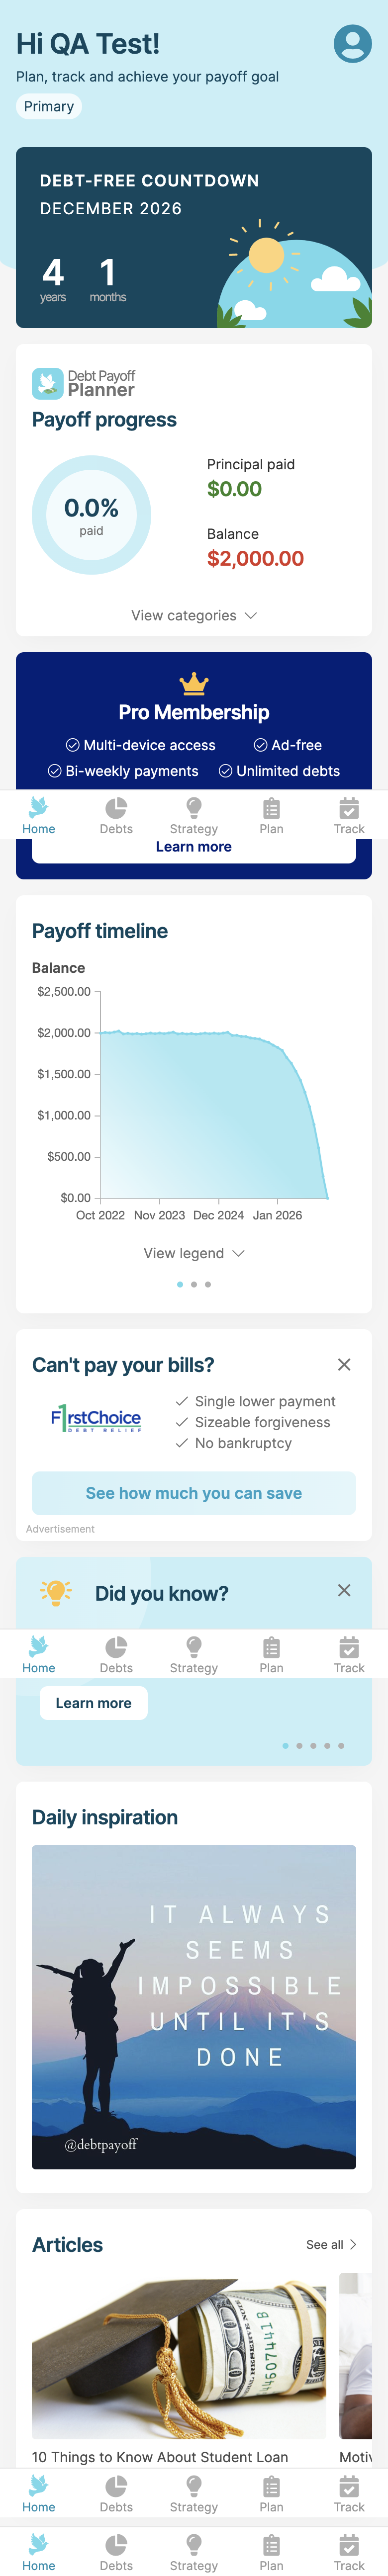 Hi QA Test!
Plan, track and achieve your payoff goal
Primary
DEBT-FREE COUNTDOWN
DECEMBER 2026
4 1
years months
Debt Payoff
Planner
Payoff progress
0.0%
paid
Principal paid
$0.00
Balance
$2,000.00
View categories
Pro Membership
Multi-device access Ad-free
Bi-weekly payments Unlimited debts
Home Debts Strategy Plan Track
Learn more
Payoff timeline
Balance
$2,500.00
$2,000.00
$1,500.00
$1,000.00
$500.00
$0.00
Oct 2022 Nov 2023 Dec 2024 Jan 2026
View legend
Can't pay your bills?
F1rstChoice
DEBT RELIEF
Single lower payment
Sizeable forgiveness
No bankruptcy
See how much you can save
Advertisement
Did you know?
Home Debts Strategy Plan Track
Learn more
Daily inspiration
IT ALWAYS
SEEMS
IMPOSSIBLE
UNTIL IT'S
DONE
@debtpayoff
Articles See all
10 Things to Know About Student Loan
Home Debts Strategy Plan Track
Home Debts Strategy Plan Track